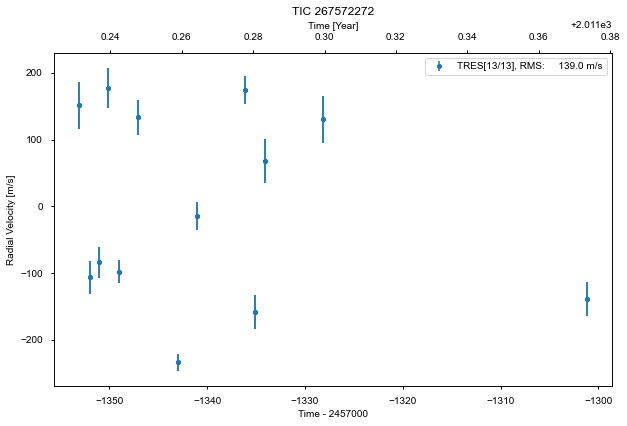 TIC 267572272
Time [Year]
+2.011e3
0.24 0.26 0.28 0.30 0.32 0.34 0.36 0.38
TRES[13/13], RMS: 139.0 m/s
Radial Velocity [m/s]
200
100
0
−100
−200
−1350 −1340 −1330 −1320 −1310 −1300
Time - 2457000